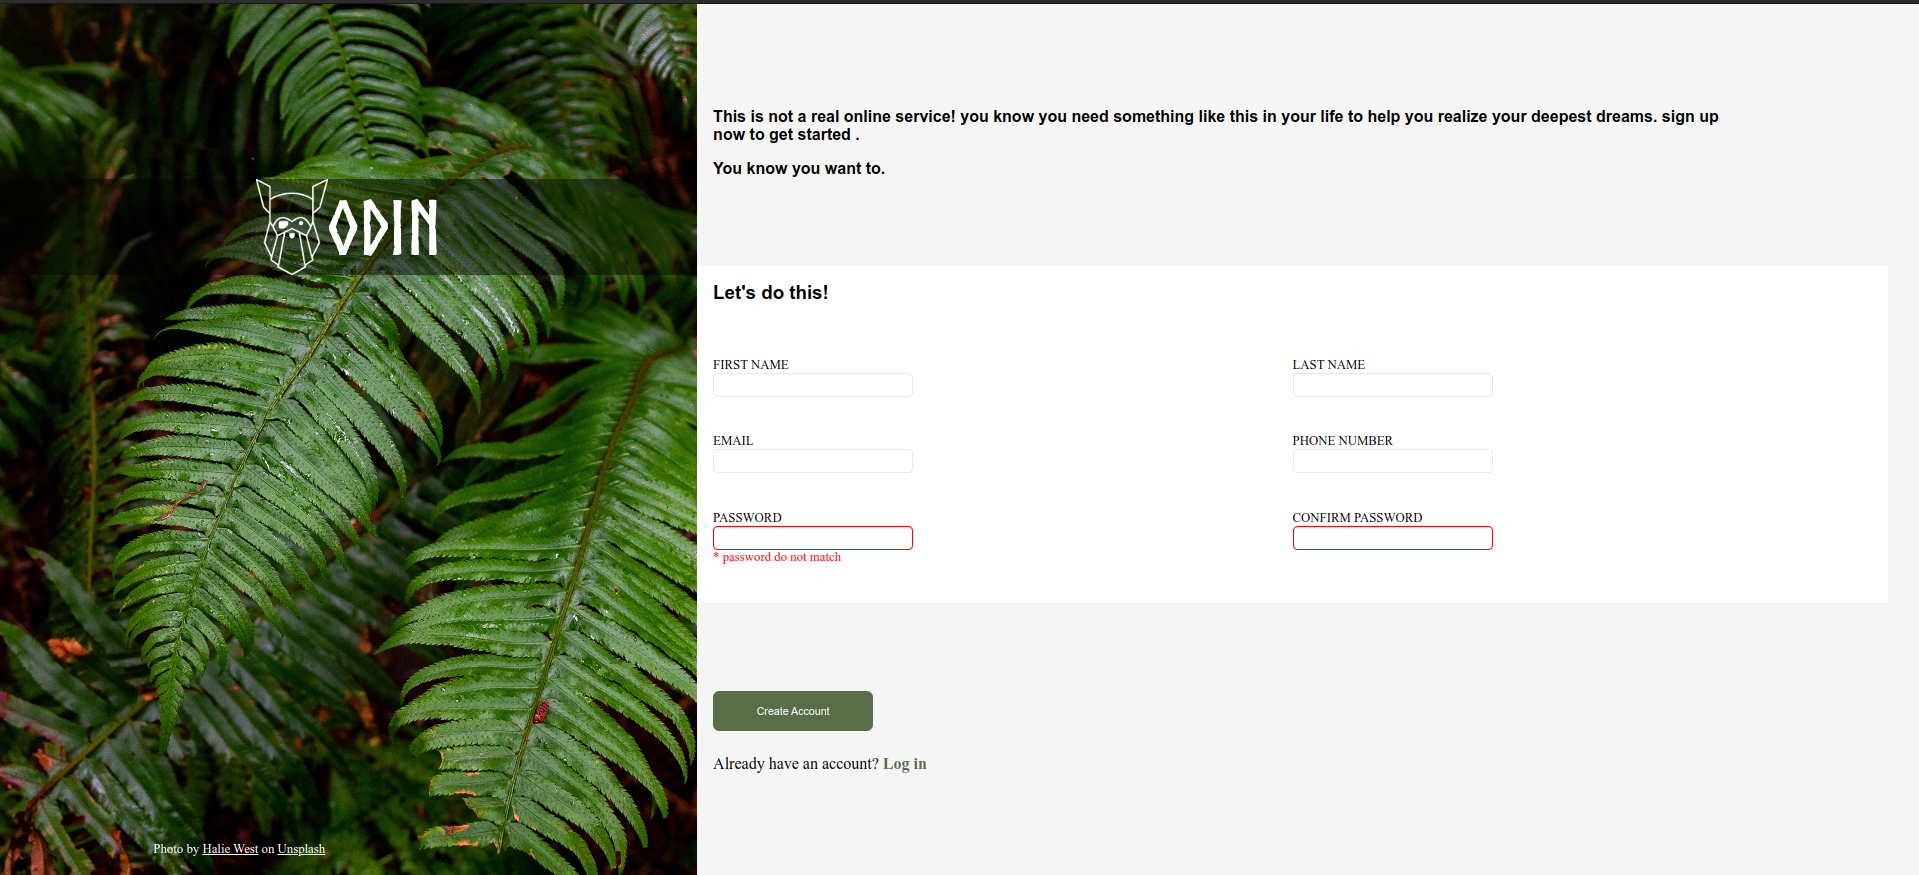 ODIN
Photo by Halie West on Unsplash
This is not a real online service! you know you need something like this in your life to help you realize your deepest dreams. sign up
now to get started .
You know you want to.
Let's do this!
FIRST NAME
LAST NAME
EMAIL
PHONE NUMBER
PASSWORD
CONFIRM PASSWORD
* password do not match
Create Account
Already have an account? Log in